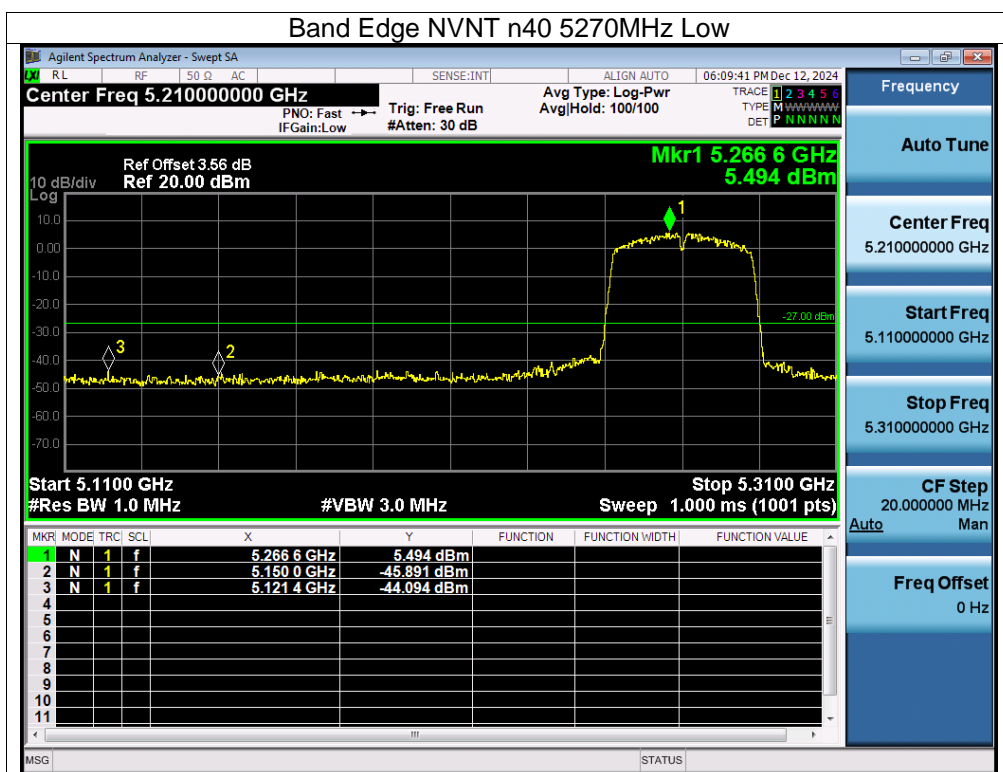 Band Edge NVNT n40 5270MHz Low
Agilent Spectrum Analyzer - Swept SA
LXI RL RF 50 Ω AC SENSE:INT ALIGN AUTO 06:09:41 PM Dec 12, 2024
Center Freq 5.210000000 GHz
PNO: Fast
IFGain:Low
Trig: Free Run
#Atten: 30 dB
Avg Type: Log-Pwr
Avg|Hold: 100/100
TRACE 1 2 3 4 5 6
TYPE M WWWWW
DET P N N N N N
Ref Offset 3.56 dB
Ref 20.00 dBm
Mkr1 5.266 6 GHz
5.494 dBm
10 dB/div
Log
10.0
0.00
-10.0
-20.0
-30.0
-40.0
-50.0
-60.0
-70.0
1
-27.00 dBm
3
2
Start 5.1100 GHz Stop 5.3100 GHz
#Res BW 1.0 MHz #VBW 3.0 MHz Sweep 1.000 ms (1001 pts)
MKR MODE TRC SCL X Y FUNCTION FUNCTION WIDTH FUNCTION VALUE
1 N 1 f 5.266 6 GHz 5.494 dBm
2 N 1 f 5.150 0 GHz -45.891 dBm
3 N 1 f 5.121 4 GHz -44.094 dBm
4
5
6
7
8
9
10
11
MSG STATUS
Frequency
Auto Tune
Center Freq
5.210000000 GHz
Start Freq
5.110000000 GHz
Stop Freq
5.310000000 GHz
CF Step
20.000000 MHz
Auto Man
Freq Offset
0 Hz